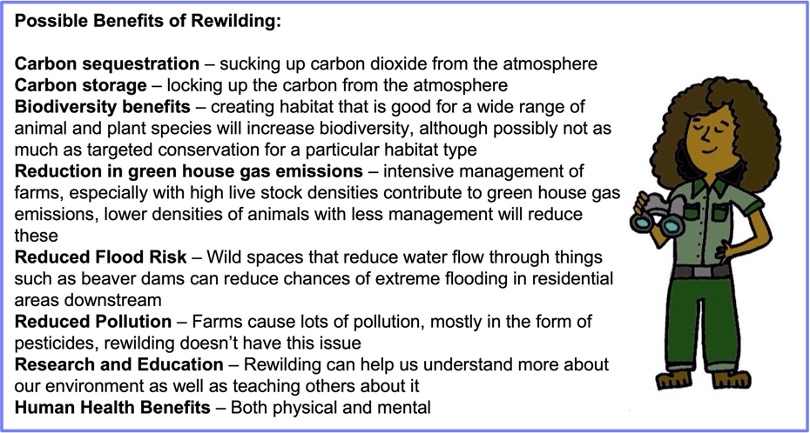 Possible Benefits of Rewilding:
Carbon sequestration – sucking up carbon dioxide from the atmosphere
Carbon storage – locking up the carbon from the atmosphere
Biodiversity benefits – creating habitat that is good for a wide range of
animal and plant species will increase biodiversity, although possibly not as
much as targeted conservation for a particular habitat type
Reduction in green house gas emissions – intensive management of
farms, especially with high live stock densities contribute to green house gas
emissions, lower densities of animals with less management will reduce
these
Reduced Flood Risk – Wild spaces that reduce water flow through things
such as beaver dams can reduce chances of extreme flooding in residential
areas downstream
Reduced Pollution – Farms cause lots of pollution, mostly in the form of
pesticides, rewilding doesn’t have this issue
Research and Education – Rewilding can help us understand more about
our environment as well as teaching others about it
Human Health Benefits – Both physical and mental